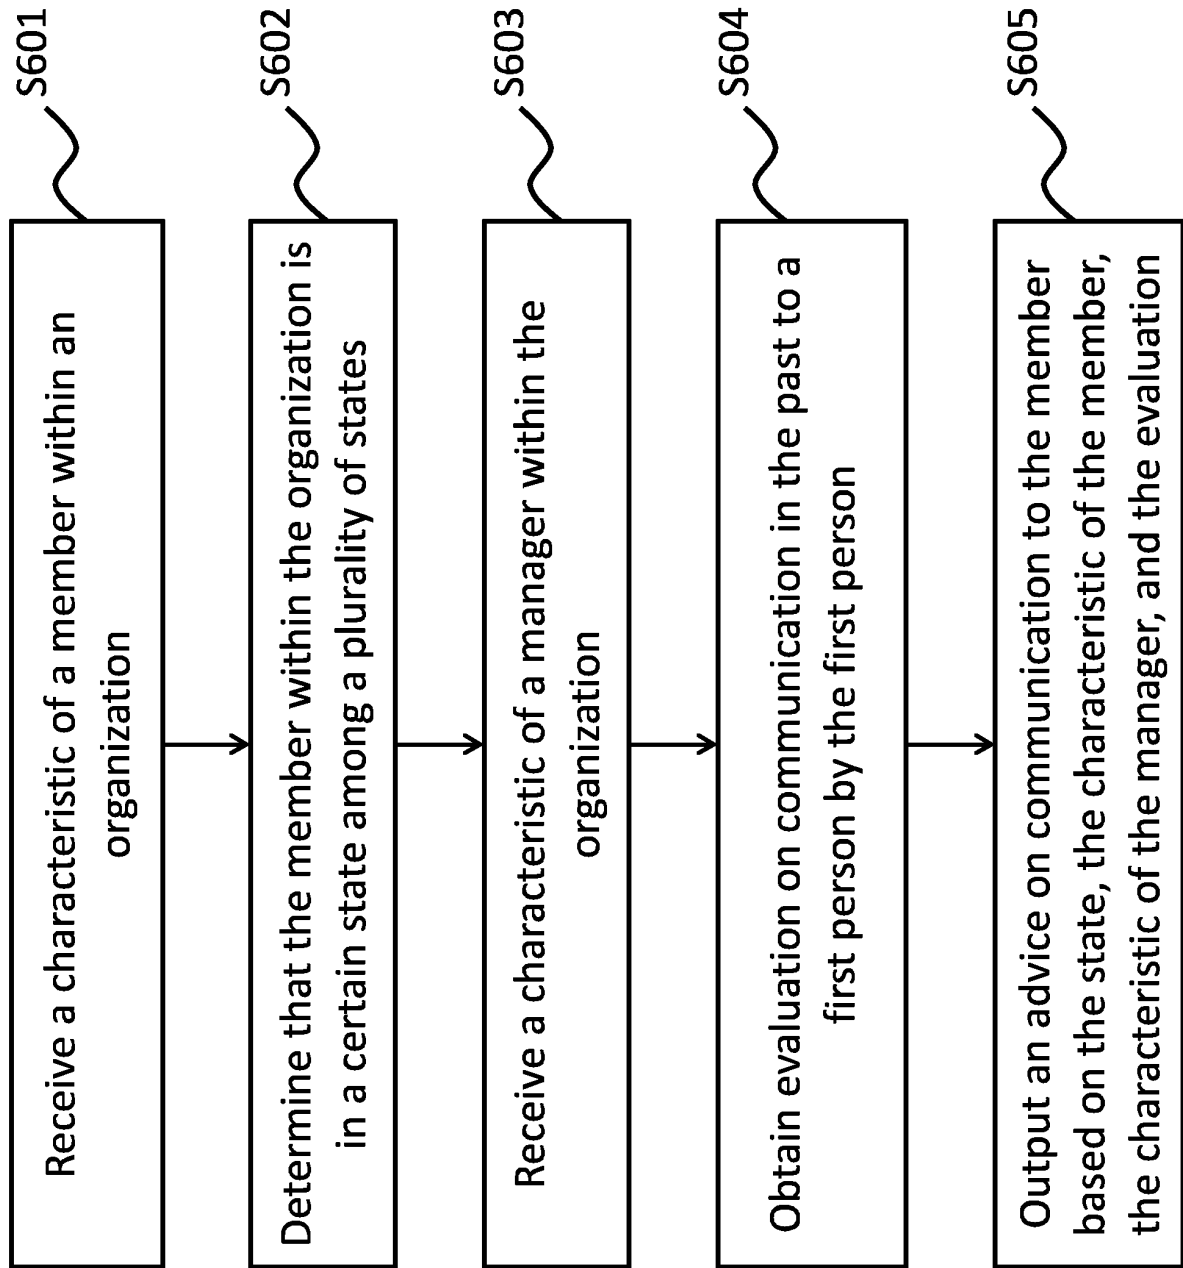 Receive a characteristic of a member within an
organization
S601
Determine that the member within the organization is
in a certain state among a plurality of states
S602
Receive a characteristic of a manager within the
organization
S603
Obtain evaluation on communication in the past to a
first person by the first person
S604
Output an advice on communication to the member
based on the state, the characteristic of the member,
the characteristic of the manager, and the evaluation
S605